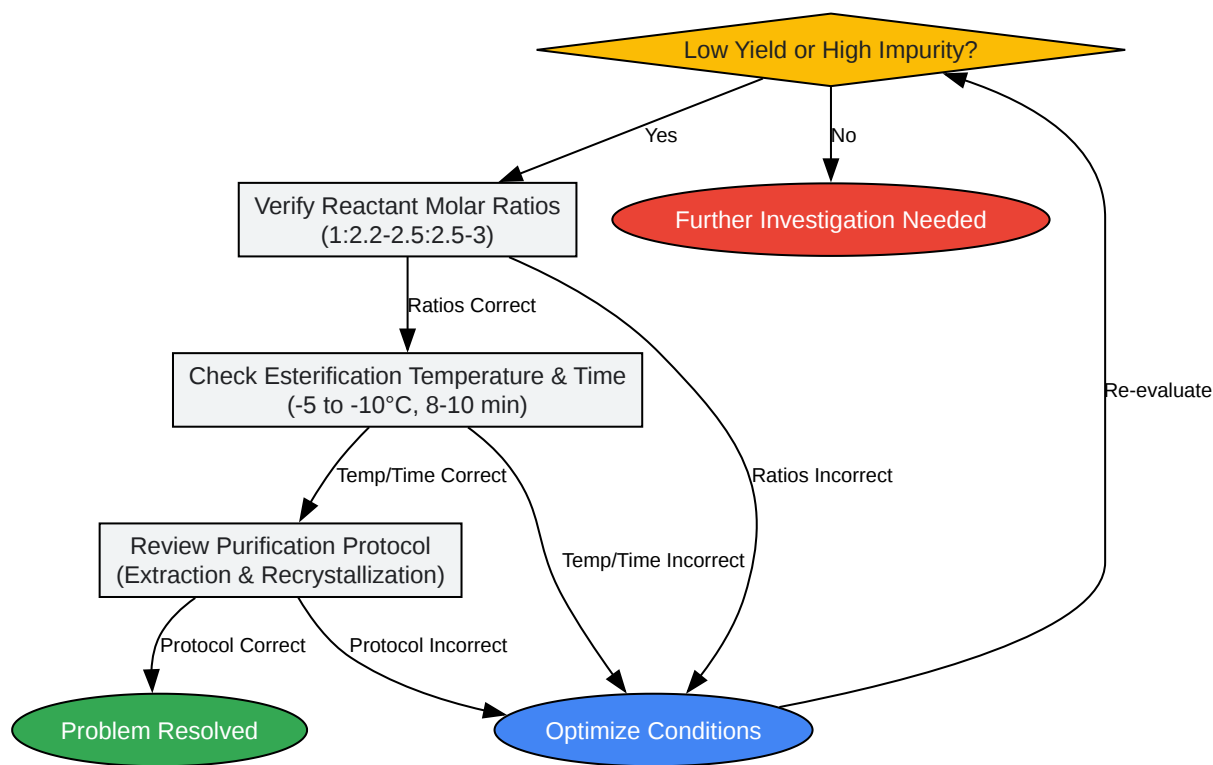 Low Yield or High Impurity?
Yes
No
Verify Reactant Molar Ratios
(1:2.2-2.5:2.5-3)
Further Investigation Needed
Ratios Correct
Check Esterification Temperature & Time
(-5 to -10°C, 8-10 min)
Re-evaluate
Temp/Time Correct
Ratios Incorrect
Review Purification Protocol
(Extraction & Recrystallization)
Temp/Time Incorrect
Protocol Correct
Protocol Incorrect
Problem Resolved
Optimize Conditions